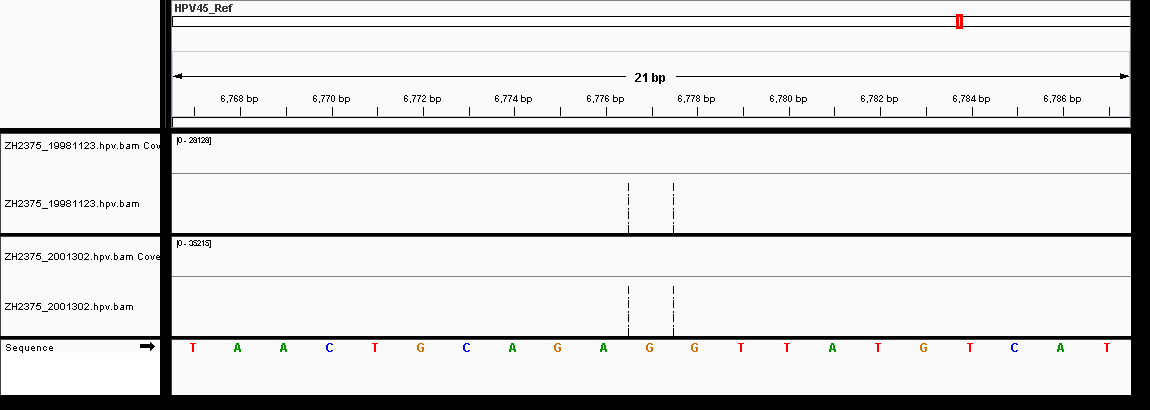 HPV45_Ref
21 bp
6,768 bp 6,770 bp 6,772 bp 6,774 bp 6,776 bp 6,778 bp 6,780 bp 6,782 bp 6,784 bp 6,786 bp
ZH2375_19981123.hpv.bam Cov
[0 - 28128]
ZH2375_19981123.hpv.bam
[0 - 35215]
ZH2375_2001302.hpv.bam Cove
ZH2375_2001302.hpv.bam
Sequence T A A C T G C A G A G G T T A T G T C A T